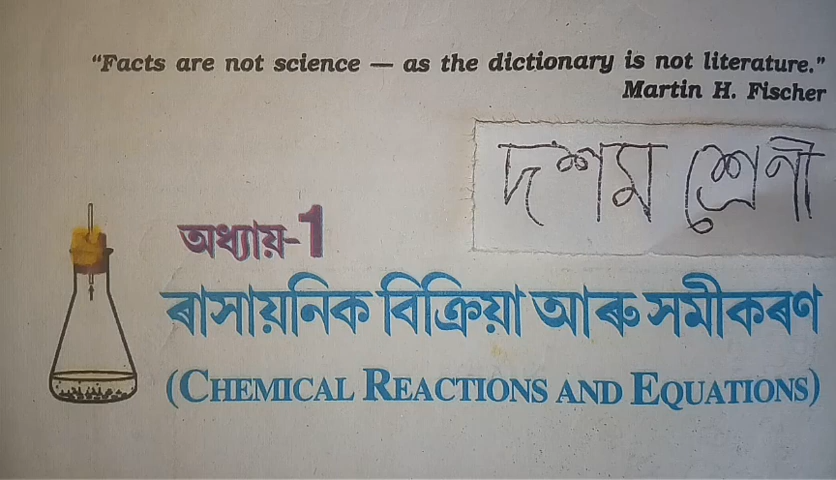 “Facts are not science — as the dictionary is not literature.”
Martin H. Fischer
দশম শ্রেণী
অধ্যায়-1
ৰাসায়নিক বিক্ৰিয়া আৰু সমীকৰণ
(CHEMICAL REACTIONS AND EQUATIONS)